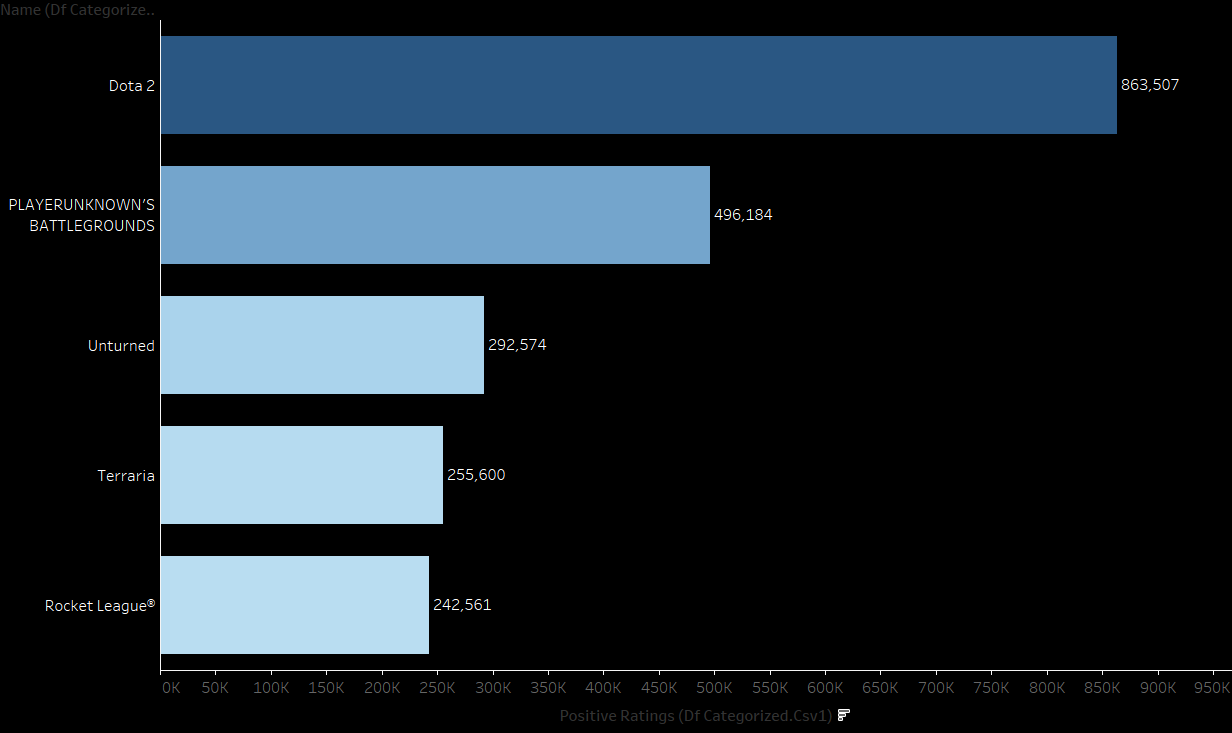 Name (Df Categorize..
Dota 2
863,507
PLAYERUNKNOWN'S
BATTLEGROUNDS
496,184
Unturned
292,574
Terraria
255,600
Rocket League®
242,561
0K 50K 100K 150K 200K 250K 300K 350K 400K 450K 500K 550K 600K 650K 700K 750K 800K 850K 900K 950K
Positive Ratings (Df Categorized.Csv1)